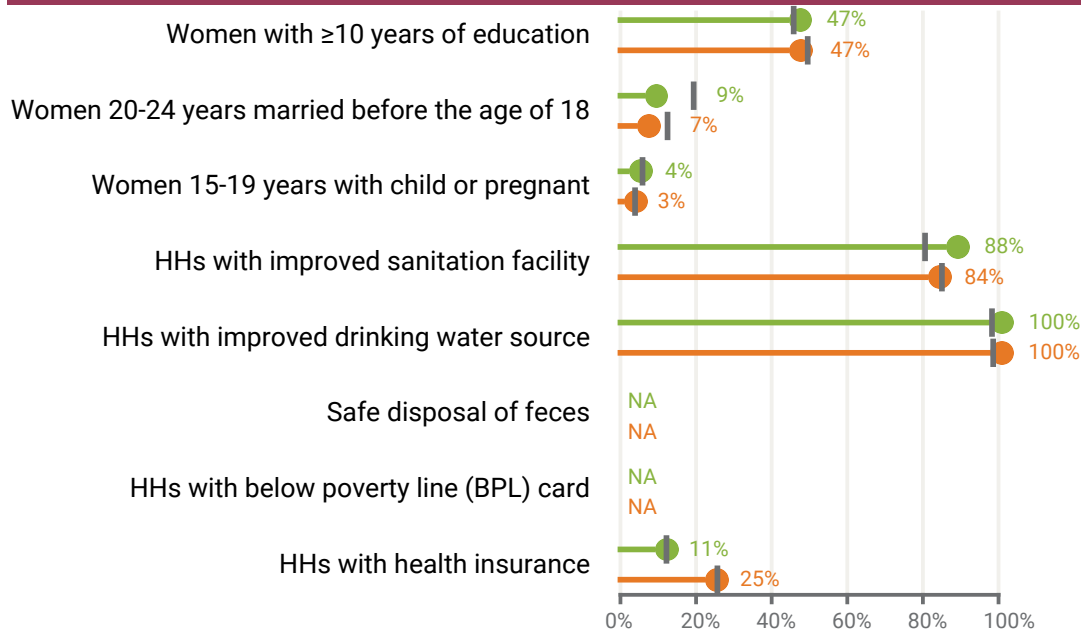 Women with ≥10 years of education
47%
47%
Women 20-24 years married before the age of 18
9%
7%
Women 15-19 years with child or pregnant
4%
3%
HHs with improved sanitation facility
88%
84%
HHs with improved drinking water source
100%
100%
Safe disposal of feces
NA
NA
HHs with below poverty line (BPL) card
NA
NA
HHs with health insurance
11%
25%
0% 20% 40% 60% 80% 100%